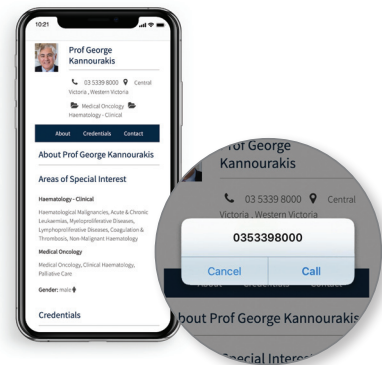 10:21
Prof George
Kannourakis
03 5339 8000 Central
Victoria , Western Victoria
Medical Oncology
Haematology - Clinical
About Credentials Contact
About Prof George Kannourakis
Areas of Special Interest
Haematology - Clinical
Haematological Malignancies, Acute & Chronic
Leukaemias, Myeloproliferative Diseases,
Lymphoproliferative Diseases, Coagulation &
Thrombosis, Non-Malignant Haematology
Medical Oncology
Medical Oncology, Clinical Haematology,
Palliative Care
Gender: male
Credentials
Prof George
Kannourakis
03 5339 8000 Central
Victoria , Western Victoria
0353398000
Cancel Call
About Credentials Contact
bout Prof George Kannourakis
Special Interest